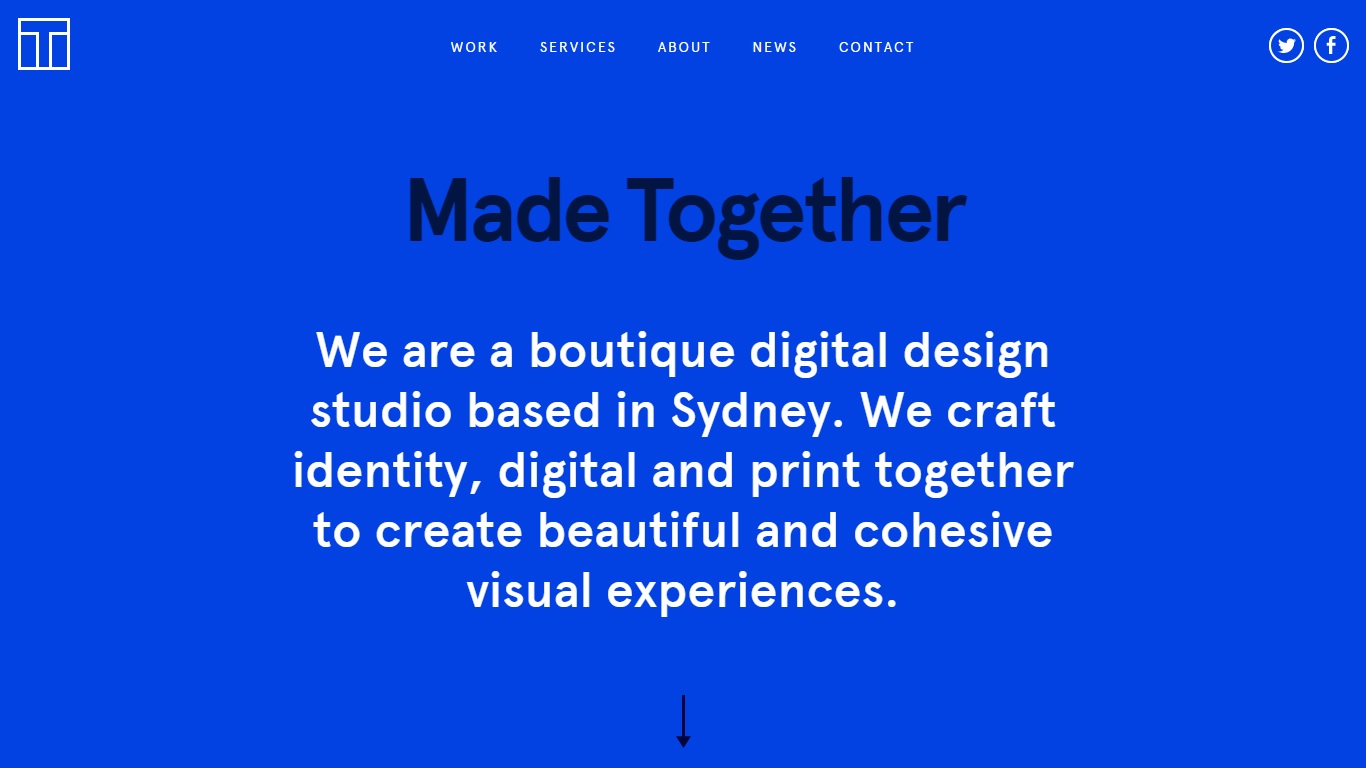 WORK SERVICES ABOUT NEWS CONTACT
Made Together
We are a boutique digital design
studio based in Sydney. We craft
identity, digital and print together
to create beautiful and cohesive
visual experiences.